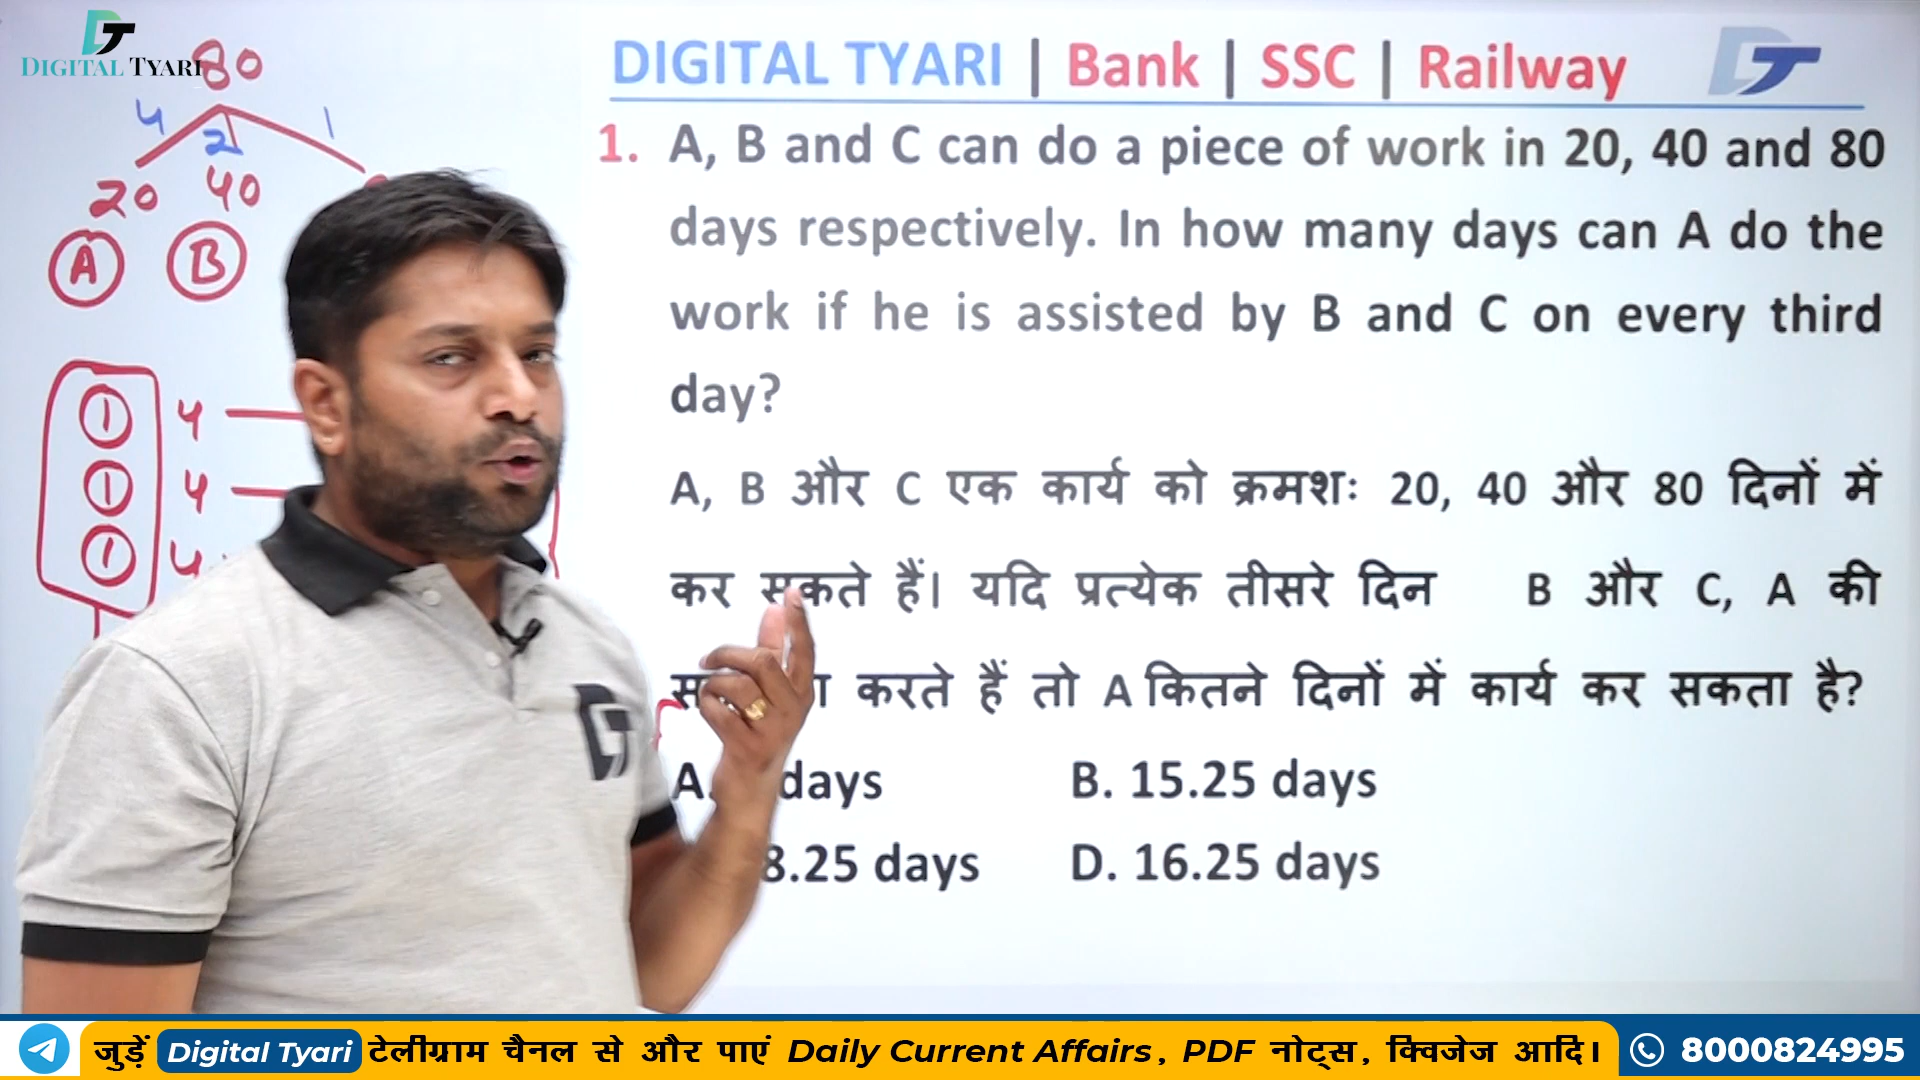 DIGITAL TYARI
80
4 2 1
20 40
A B
1 4
1 4
1 4
DIGITAL TYARI | Bank | SSC | Railway
1. A, B and C can do a piece of work in 20, 40 and 80
days respectively. In how many days can A do the
work if he is assisted by B and C on every third
day?
A, B और C एक कार्य को क्रमशः 20, 40 और 80 दिनों में
कर सकते हैं। यदि प्रत्येक तीसरे दिन B और C, A की
करते हैं तो A कितने दिनों में कार्य कर सकता है?
A. days B. 15.25 days
8.25 days D. 16.25 days
जुड़ें Digital Tyari टेलीग्राम चैनल से और पाएं Daily Current Affairs, PDF नोट्स, क्विजेज आदि। 8000824995